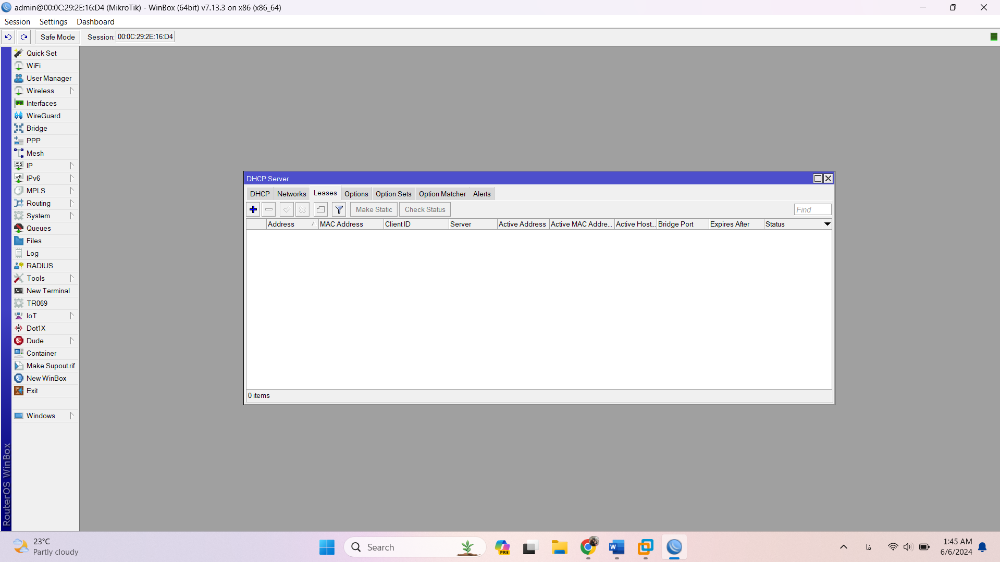 admin@00:0C:29:2E:16:D4 (MikroTik) - WinBox (64bit) v7.13.3 on x86 (x86_64)
Session Settings Dashboard
Safe Mode Session: 00:0C:29:2E:16:D4
Quick Set
WiFi
User Manager
Wireless
Interfaces
WireGuard
Bridge
PPP
Mesh
IP
IPv6
MPLS
Routing
System
Queues
Files
Log
RADIUS
Tools
New Terminal
TR069
IoT
Dot1X
Dude
Container
Make Supout.rif
New WinBox
Exit
Windows
RouterOS WinBox
DHCP Server
DHCP Networks Leases Options Option Sets Option Matcher Alerts
Make Static Check Status Find
Address MAC Address Client ID Server Active Address Active MAC Addre... Active Host... Bridge Port Expires After Status
0 items
23°C
Partly cloudy
Search
PRE
فا
1:45 AM
6/6/2024